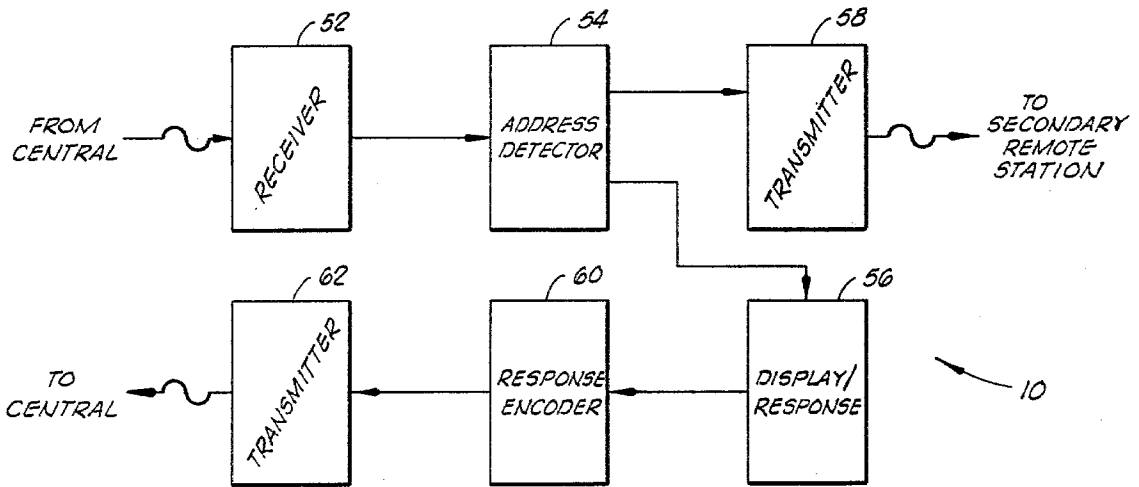 52
54
58
FROM
CENTRAL
RECEIVER
ADDRESS
DETECTOR
TRANSMITTER
TO
SECONDARY
REMOTE
STATION
62
60
56
TO
CENTRAL
TRANSMITTER
RESPONSE
ENCODER
DISPLAY/
RESPONSE
10